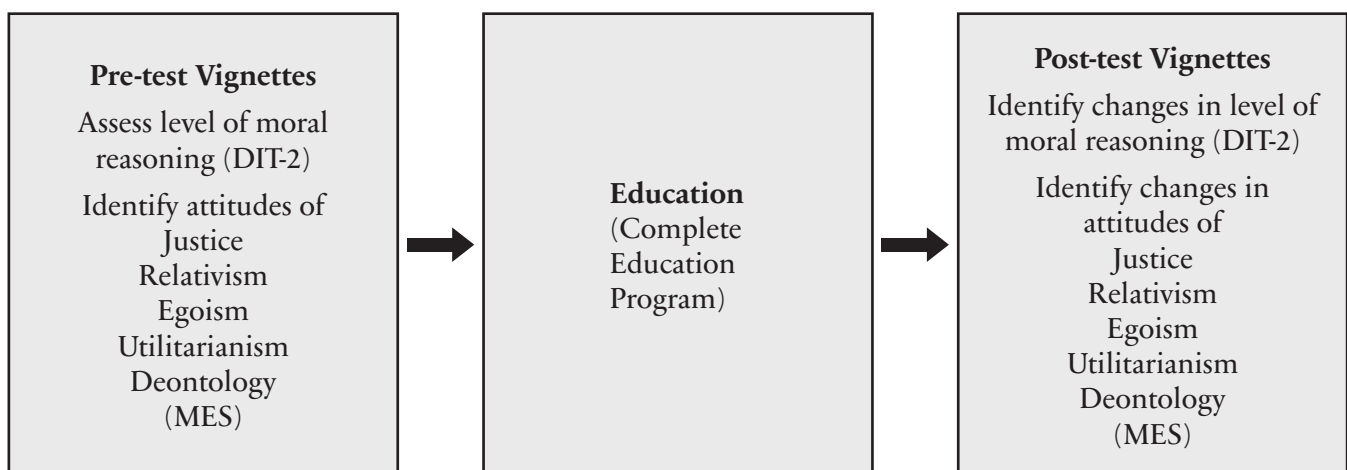 Pre-test Vignettes
Assess level of moral
reasoning (DIT-2)
Identify attitudes of
Justice
Relativism
Egoism
Utilitarianism
Deontology
(MES)
Education
(Complete
Education
Program)
Post-test Vignettes
Identify changes in level of
moral reasoning (DIT-2)
Identify changes in
attitudes of
Justice
Relativism
Egoism
Utilitarianism
Deontology
(MES)